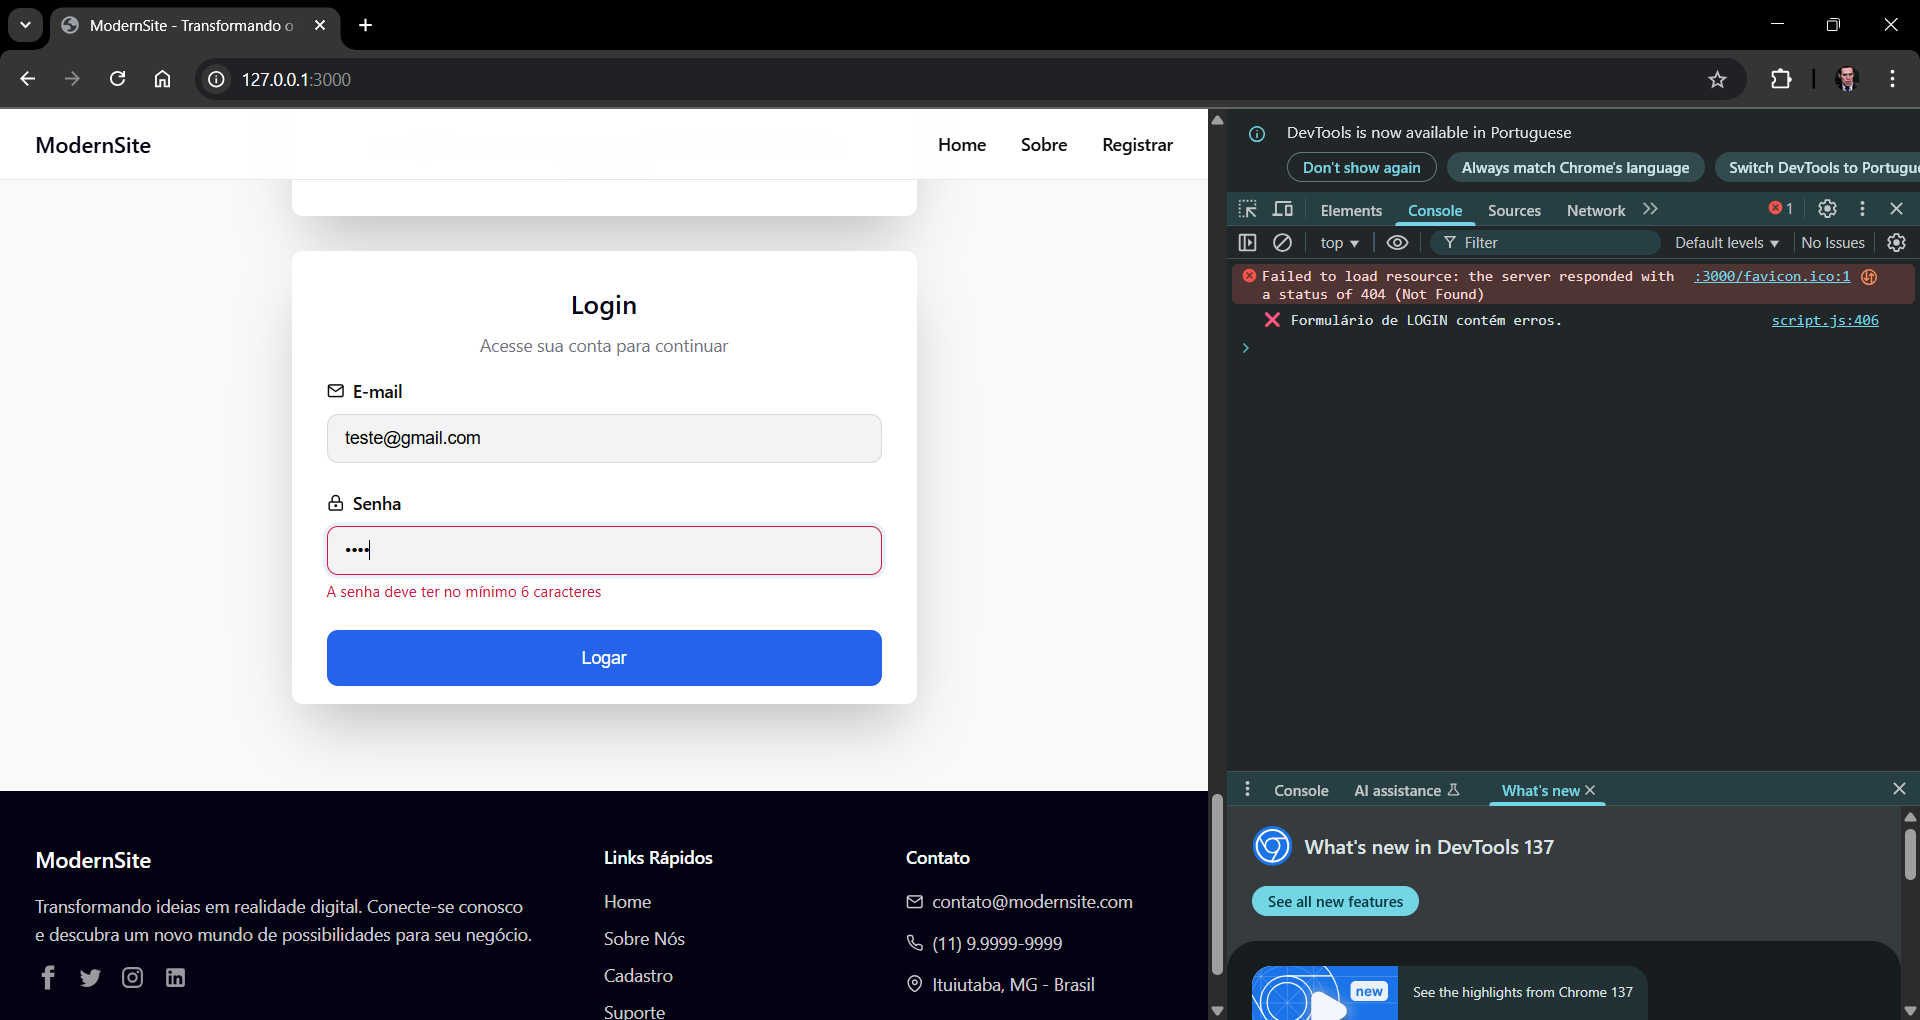 ModernSite - Transformando o
127.0.0.1:3000
ModernSite
Home
Sobre
Registrar
Login
Acesse sua conta para continuar
E-mail
teste@gmail.com
Senha
••••
A senha deve ter no mínimo 6 caracteres
Logar
ModernSite
Transformando ideias em realidade digital. Conecte-se conosco
e descubra um novo mundo de possibilidades para seu negócio.
Links Rápidos
Home
Sobre Nós
Cadastro
Suporte
Contato
contato@modernsite.com
(11) 9.9999-9999
Ituiutaba, MG - Brasil
DevTools is now available in Portuguese
Don't show again
Always match Chrome's language
Switch DevTools to Portugue
Elements
Console
Sources
Network
1
top
Filter
Default levels
No Issues
Failed to load resource: the server responded with :3000/favicon.ico:1
a status of 404 (Not Found)
Formulário de LOGIN contém erros. script.js:406
Console
AI assistance
What's new
What's new in DevTools 137
See all new features
new
See the highlights from Chrome 137